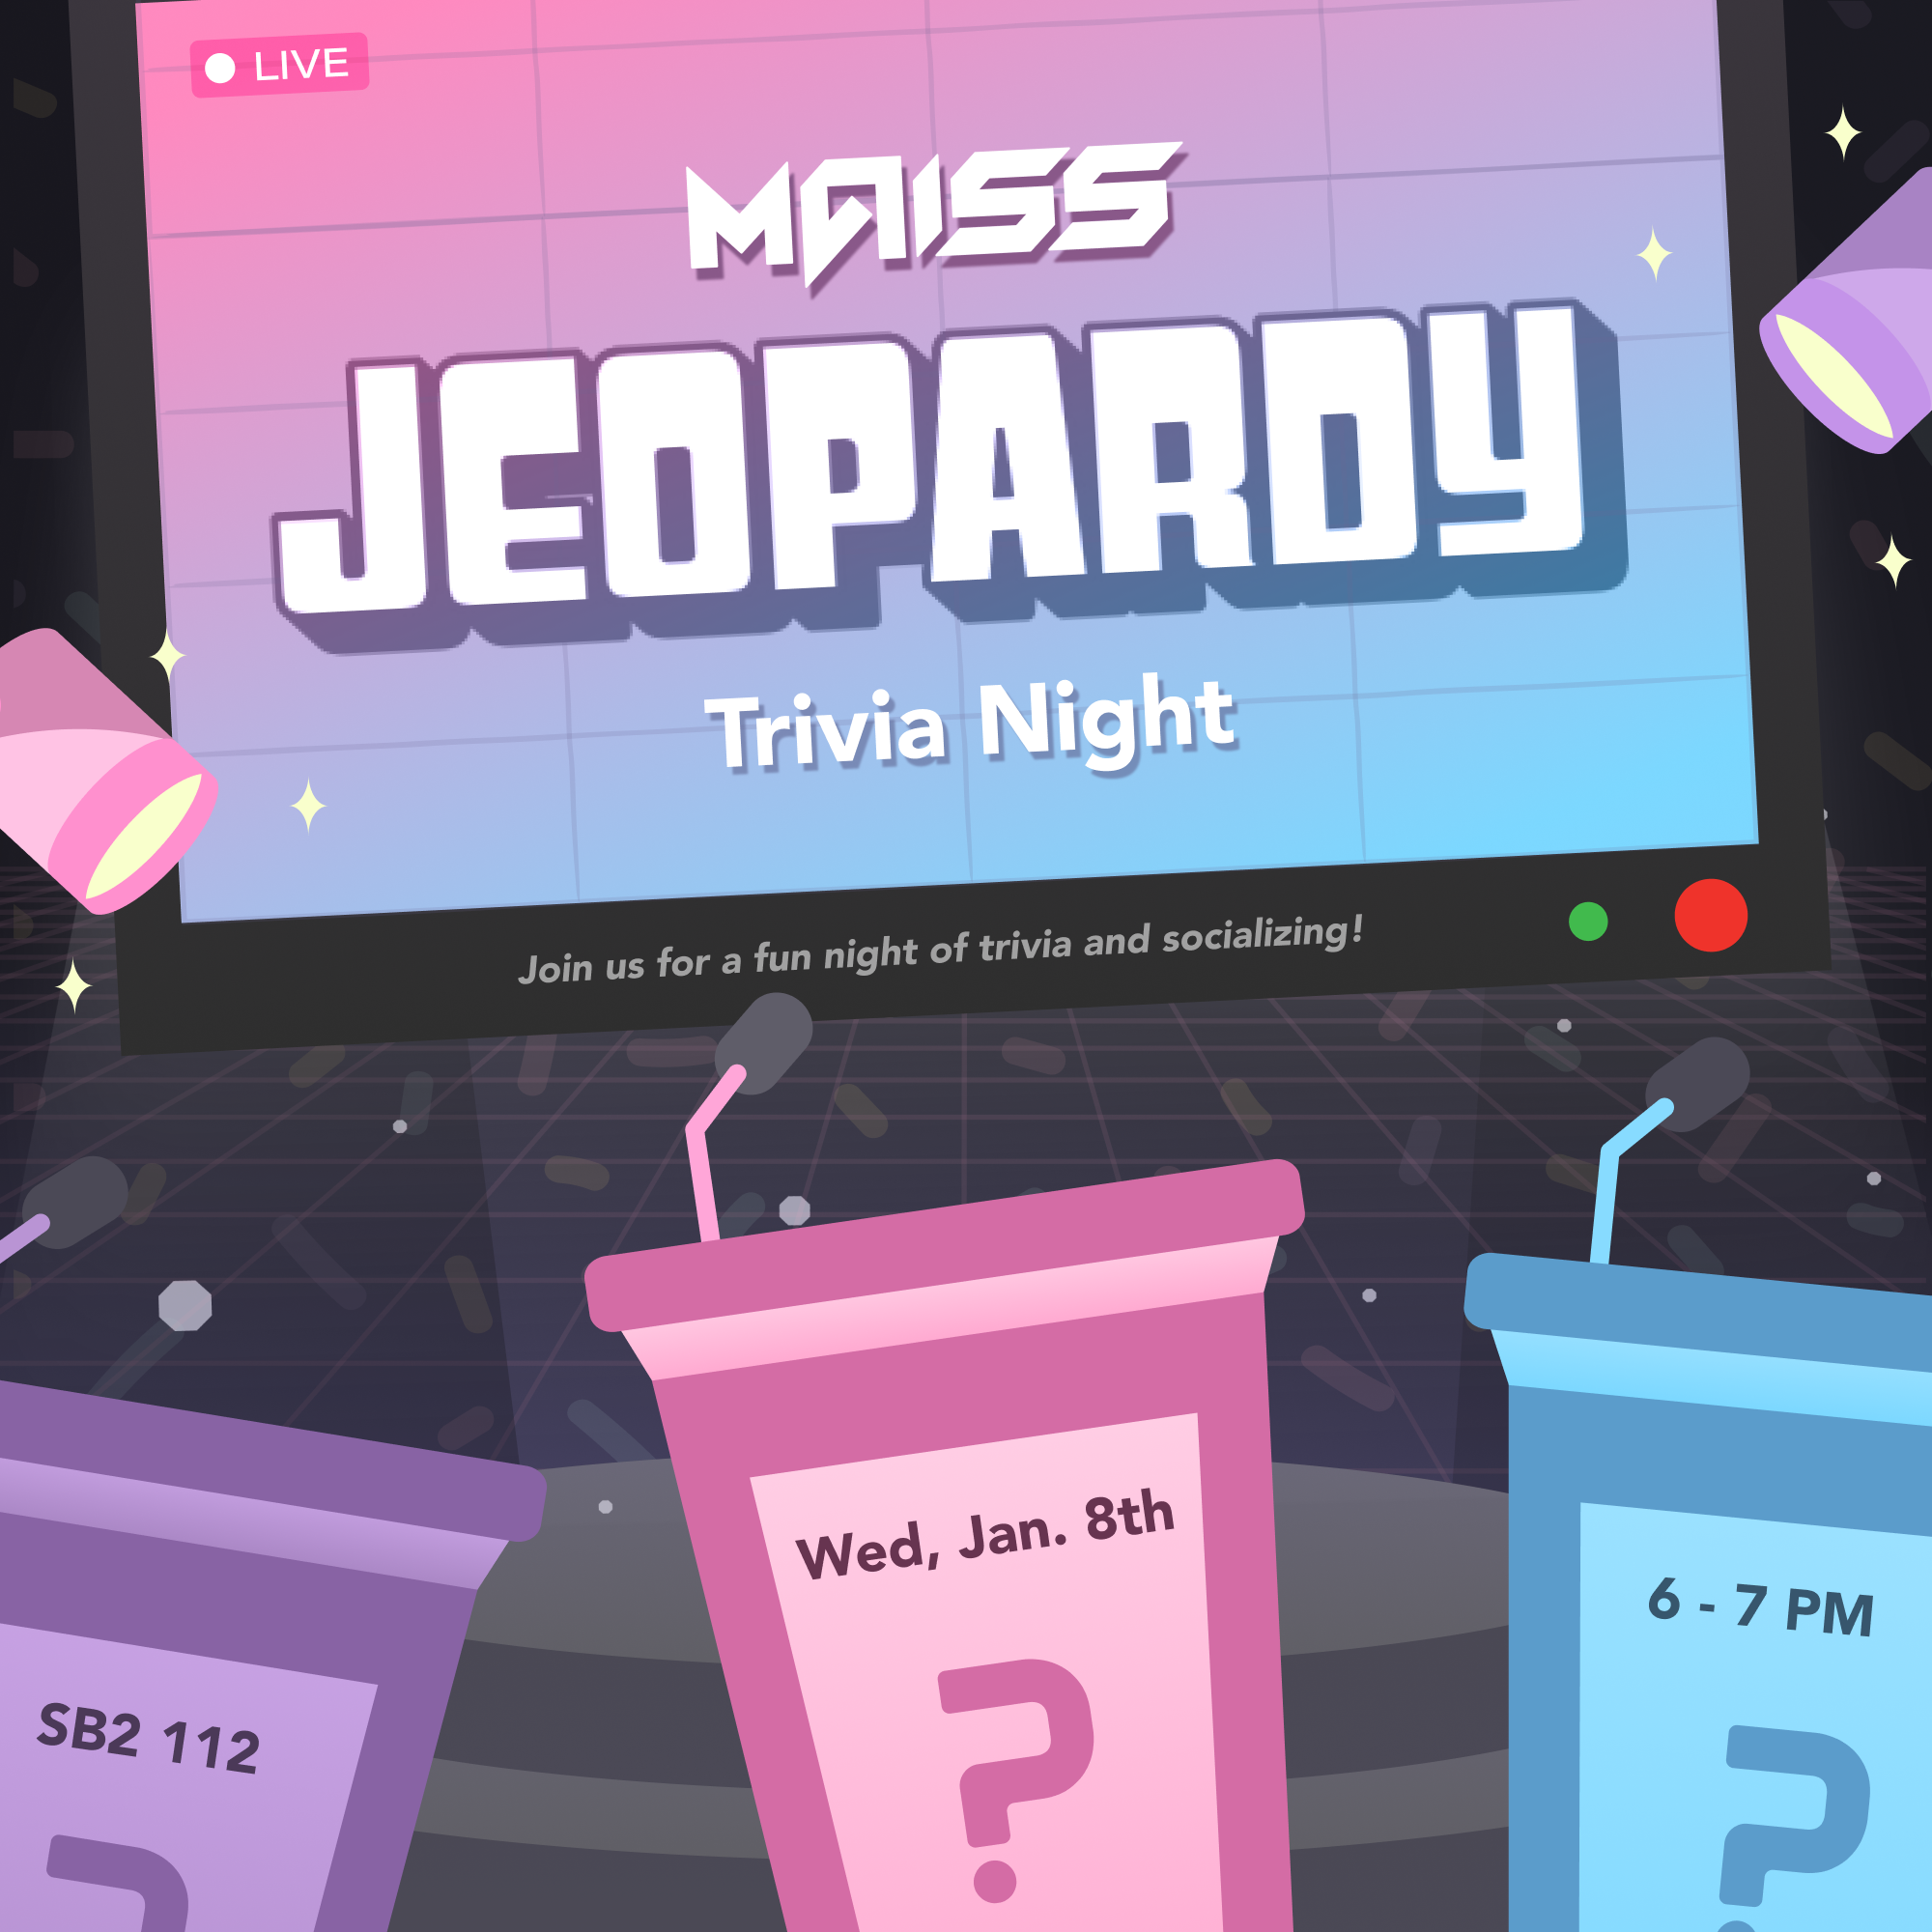 LIVE
MAISS
JEOPARDY
Trivia Night
Join us for a fun night of trivia and socializing!
SB2 112
?
Wed, Jan. 8th
?
6 - 7 PM
?